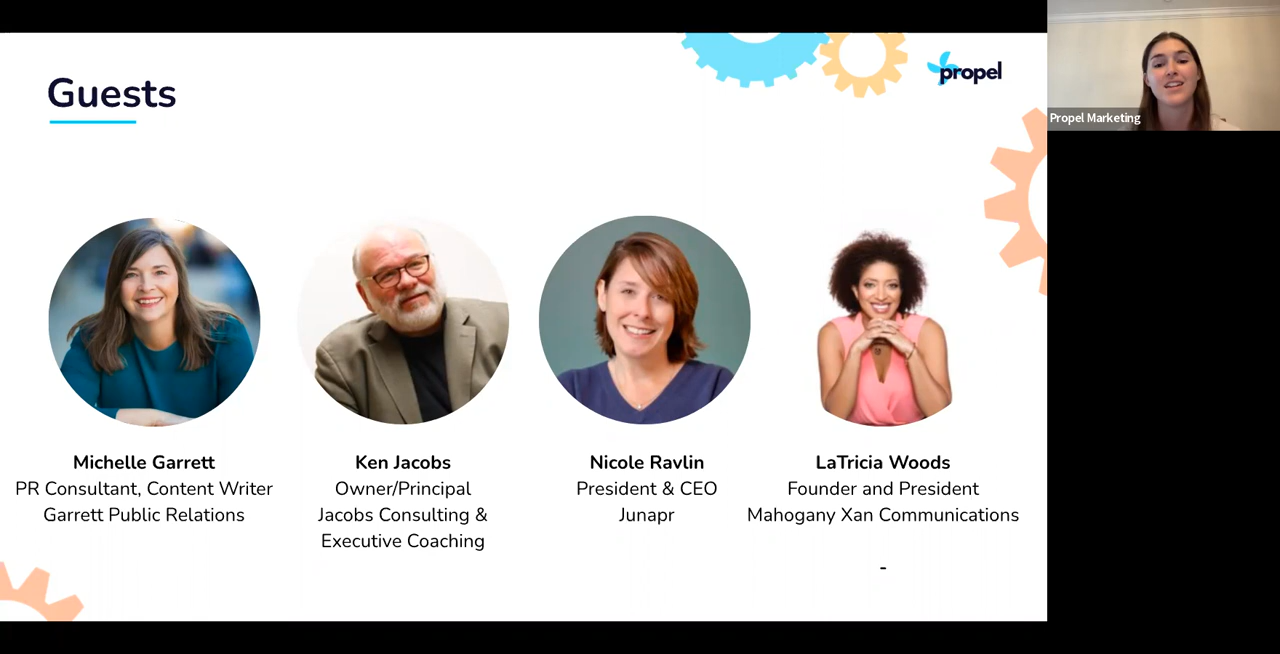 Guests
propel
Propel Marketing
Michelle Garrett
PR Consultant, Content Writer
Garrett Public Relations
Ken Jacobs
Owner/Principal
Jacobs Consulting &
Executive Coaching
Nicole Ravlin
President & CEO
Junapr
LaTricia Woods
Founder and President
Mahogany Xan Communications
-